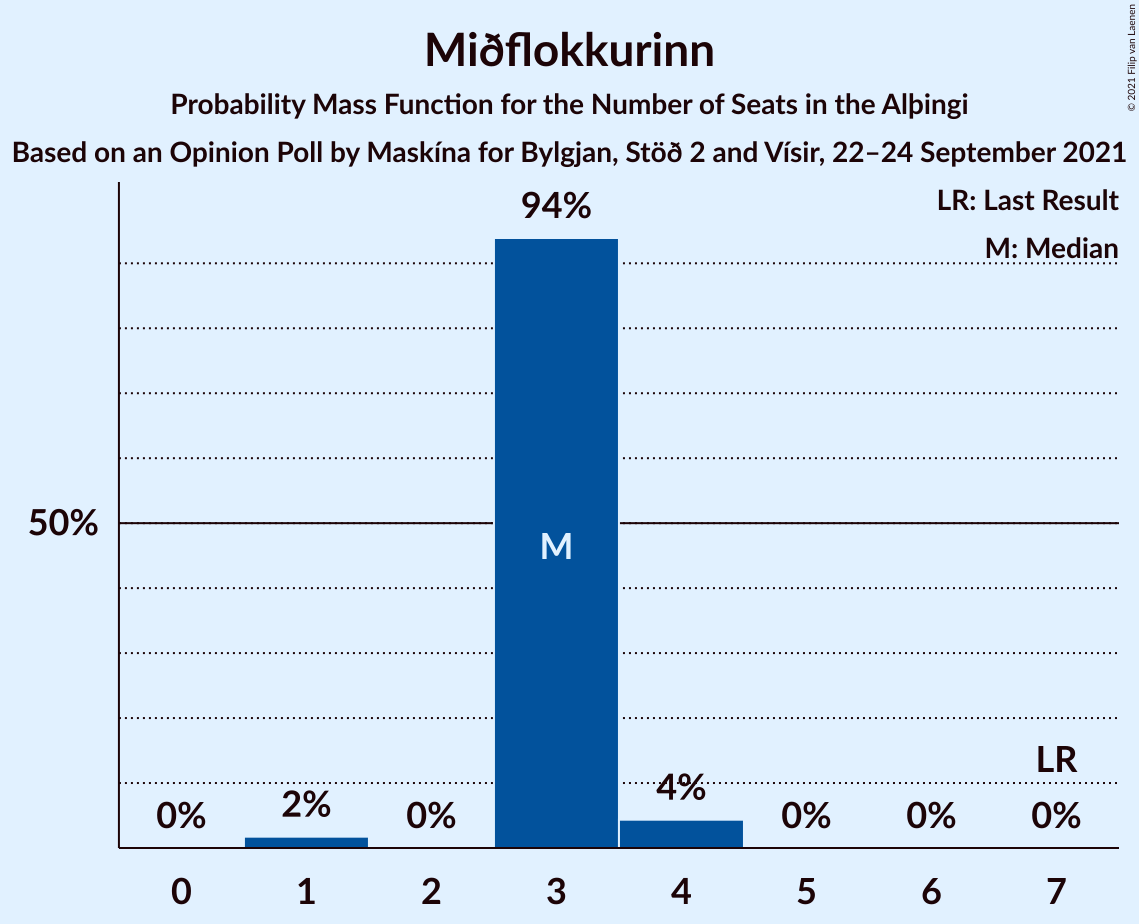 Miðflokkurinn
Probability Mass Function for the Number of Seats in the Alþingi
Based on an Opinion Poll by Maskína for Bylgjan, Stöð 2 and Vísir, 22–24 September 2021
© 2021 Filip van Laenen
LR: Last Result
M: Median
94%
50%
M
LR
0% 2% 0% 4% 0% 0% 0%
0 1 2 3 4 5 6 7